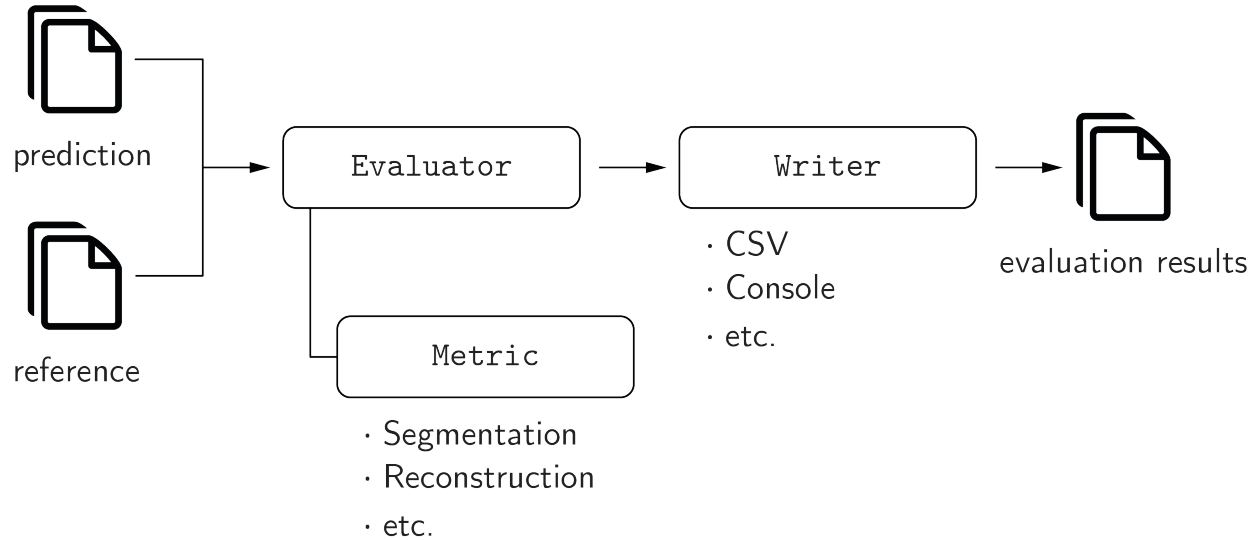 prediction
reference
Evaluator
Metric
· Segmentation
· Reconstruction
· etc.
Writer
· CSV
· Console
· etc.
evaluation results